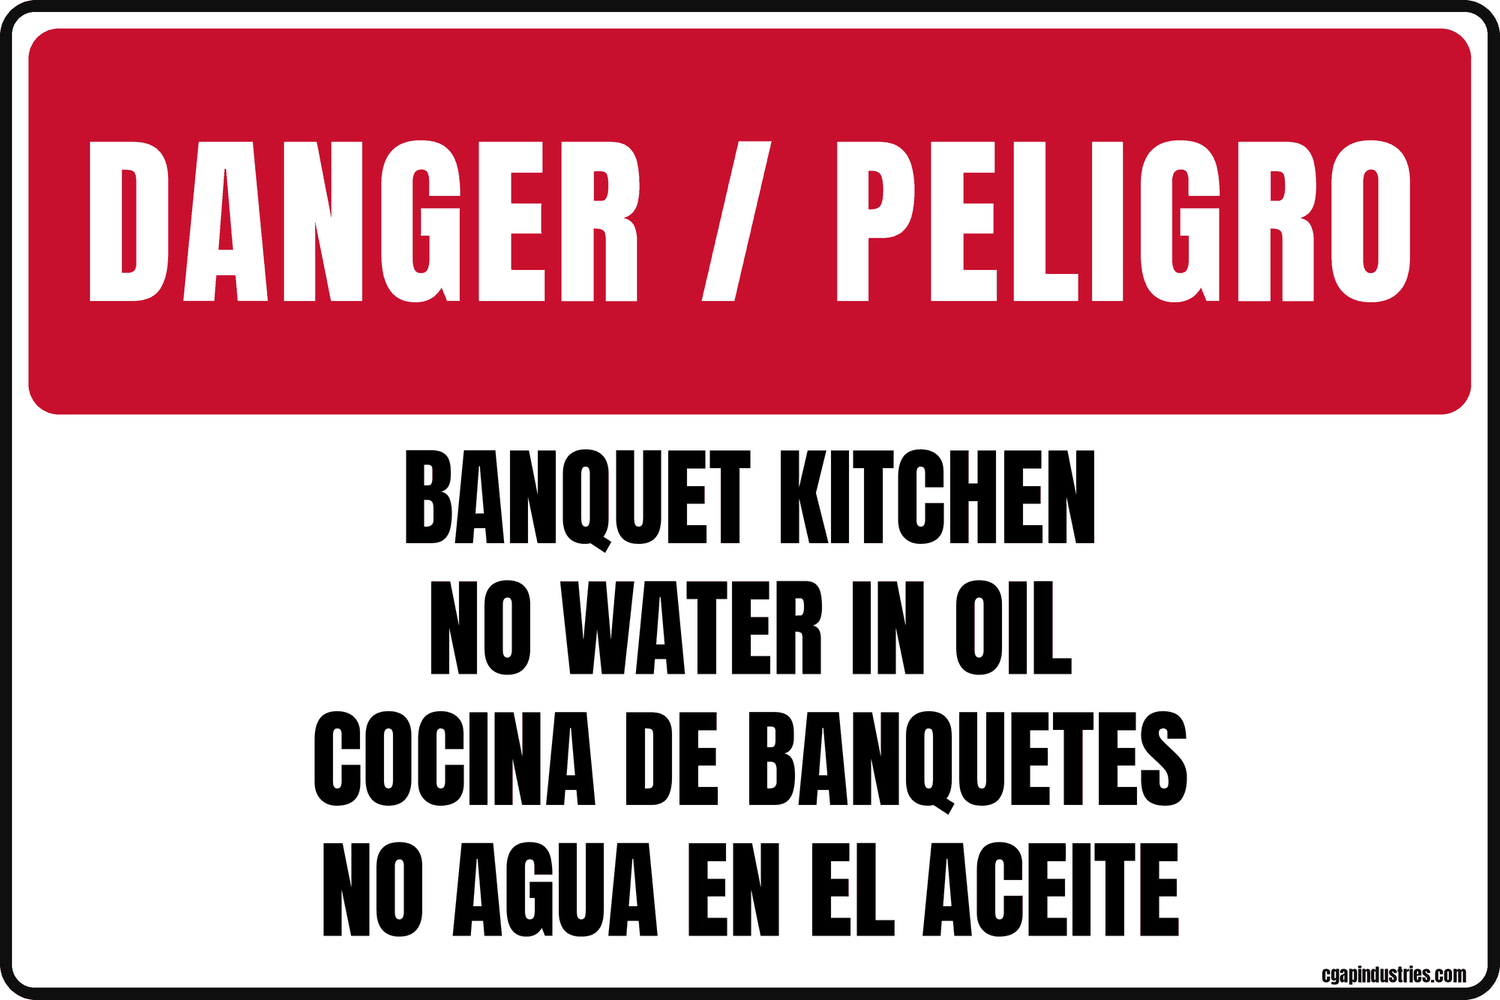 DANGER / PELIGRO
BANQUET KITCHEN
NO WATER IN OIL
COCINA DE BANQUETES
NO AGUA EN EL ACEITE
cgapindustries.com